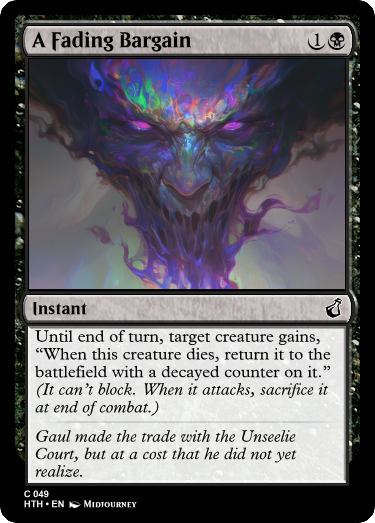 A Fading Bargain 1
Instant
Until end of turn, target creature gains,
“When this creature dies, return it to the
battlefield with a decayed counter on it.”
(It can’t block. When it attacks, sacrifice it
at end of combat.)
Gaul made the trade with the Unseelie
Court, but at a cost that he did not yet
realize.
C 049
HTH • EN Midjourney